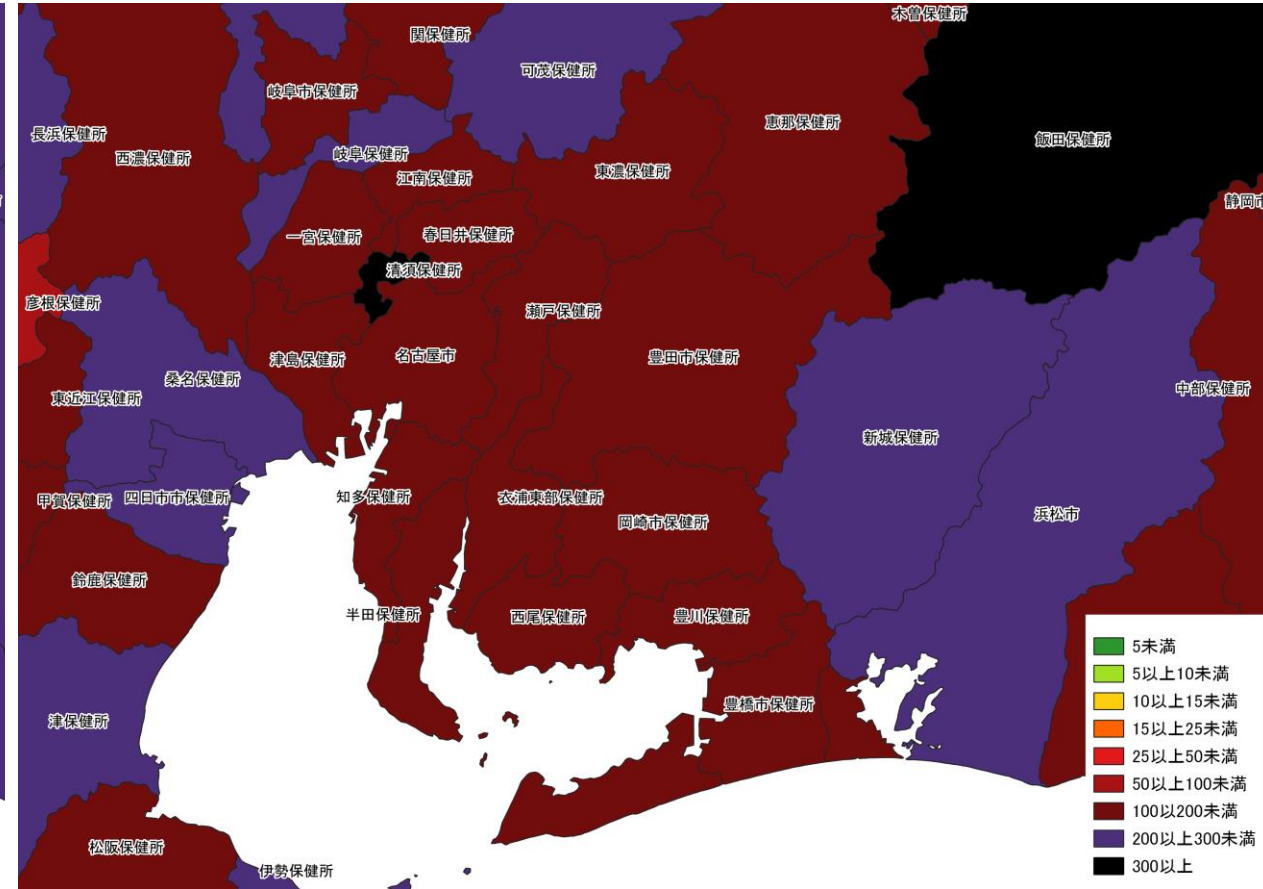 木曽保健所
関保健所
可茂保健所
岐阜市保健所
恵那保健所
長浜保健所
飯田保健所
西濃保健所
岐阜保健所
東濃保健所
江南保健所
静岡市
一宮保健所
春日井保健所
清須保健所
彦根保健所
瀬戸保健所
津島保健所
名古屋市
豊田市保健所
桑名保健所
中部保健所
東近江保健所
新城保健所
甲賀保健所
四日市市保健所
知多保健所
衣浦東部保健所
浜松市
岡崎市保健所
鈴鹿保健所
半田保健所
西尾保健所
豊川保健所
津保健所
豊橋市保健所
松阪保健所
伊勢保健所
5未満
5以上10未満
10以上15未満
15以上25未満
25以上50未満
50以上100未満
100以200未満
200以上300未満
300以上